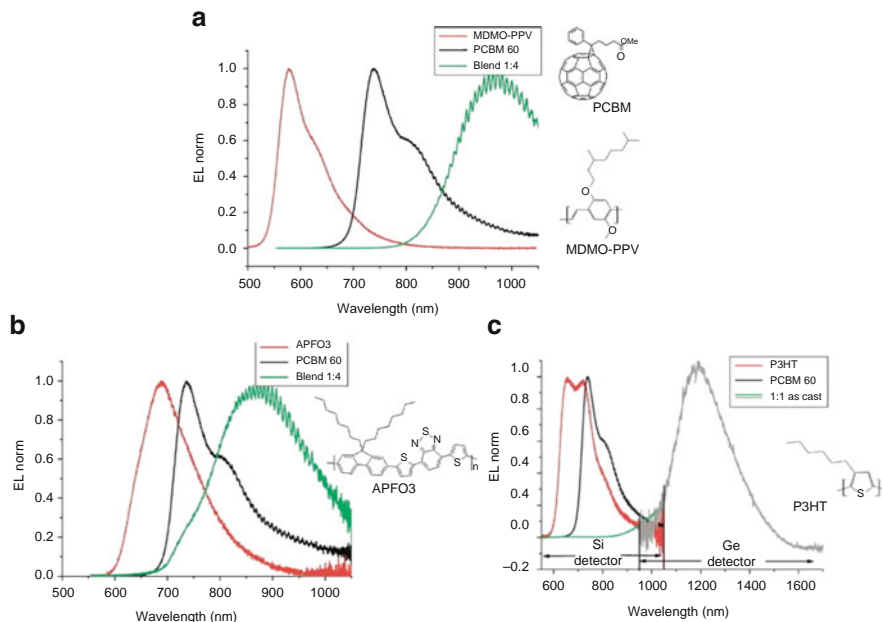 a
MDMO-PPV
PCBM 60
Blend 1:4
EL norm
1.0
0.8
0.6
0.4
0.2
0.0
500 600 700 800 900 1000
Wavelength (nm)
OMe
O
PCBM
O
O
MDMO-PPV
b
APFO3
PCBM 60
Blend 1:4
EL norm
1.0
0.8
0.6
0.4
0.2
0.0
600 700 800 900 1000
Wavelength (nm)
S
N N
S S n
APFO3
c
P3HT
PCBM 60
1:1 as cast
EL norm
1.0
0.8
0.6
0.4
0.2
0.0
–0.2
Si
detector
Ge
detector
600 800 1000 1200 1400 1600
Wavelength (nm)
S
P3HT